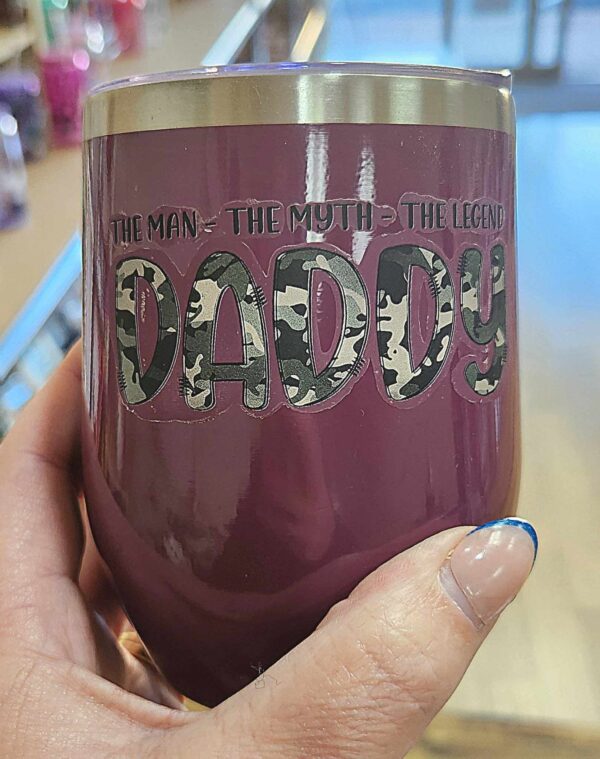 THE MAN - THE MYTH - THE LEGEND
DADDY